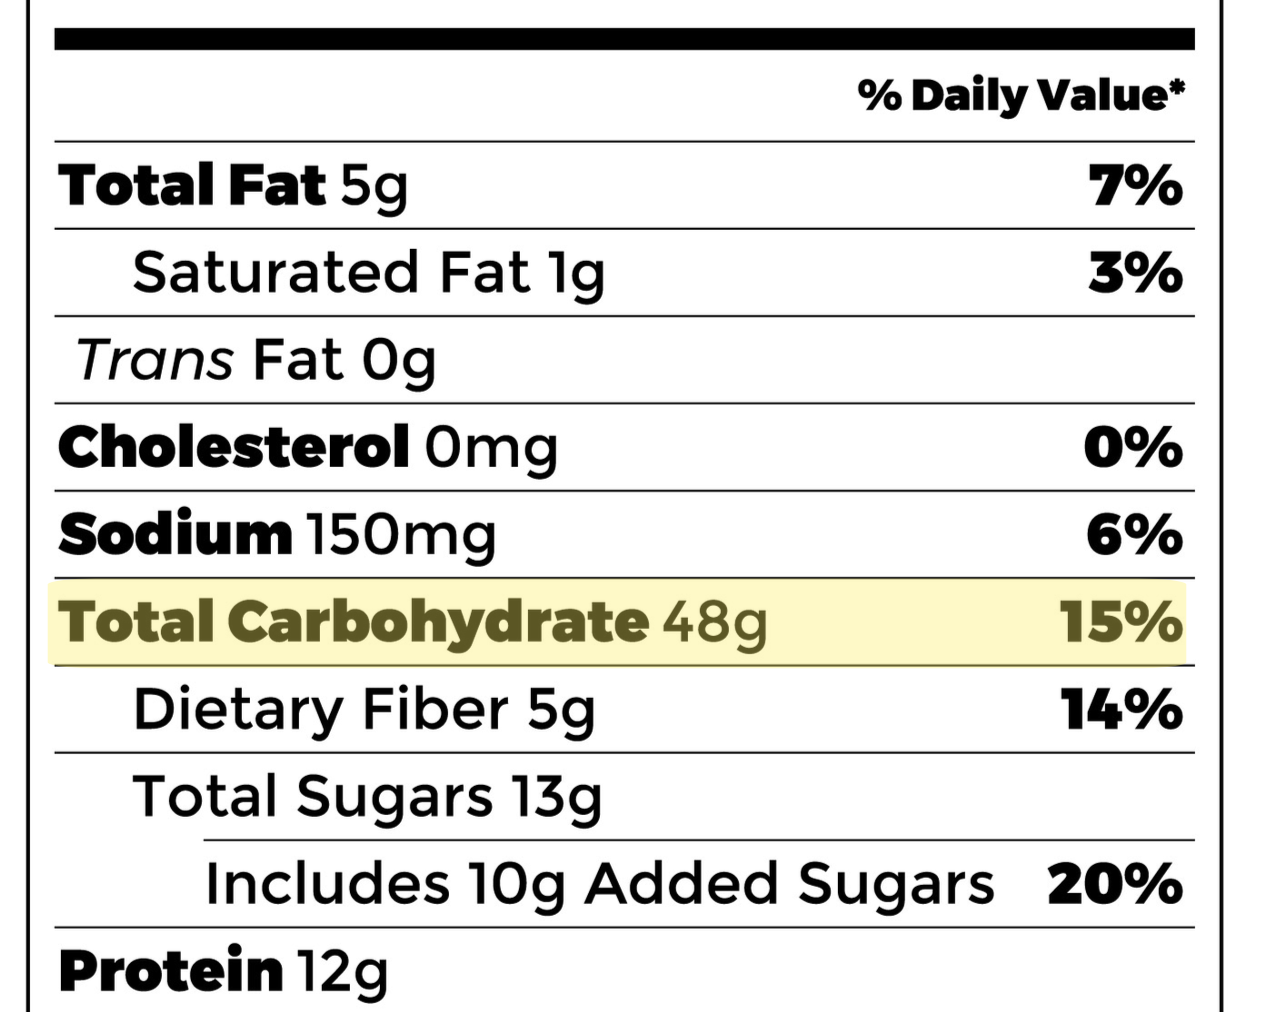 % Daily Value*
Total Fat 5g 7%
Saturated Fat 1g 3%
Trans Fat 0g
Cholesterol 0mg 0%
Sodium 150mg 6%
Total Carbohydrate 48g 15%
Dietary Fiber 5g 14%
Total Sugars 13g
Includes 10g Added Sugars 20%
Protein 12g